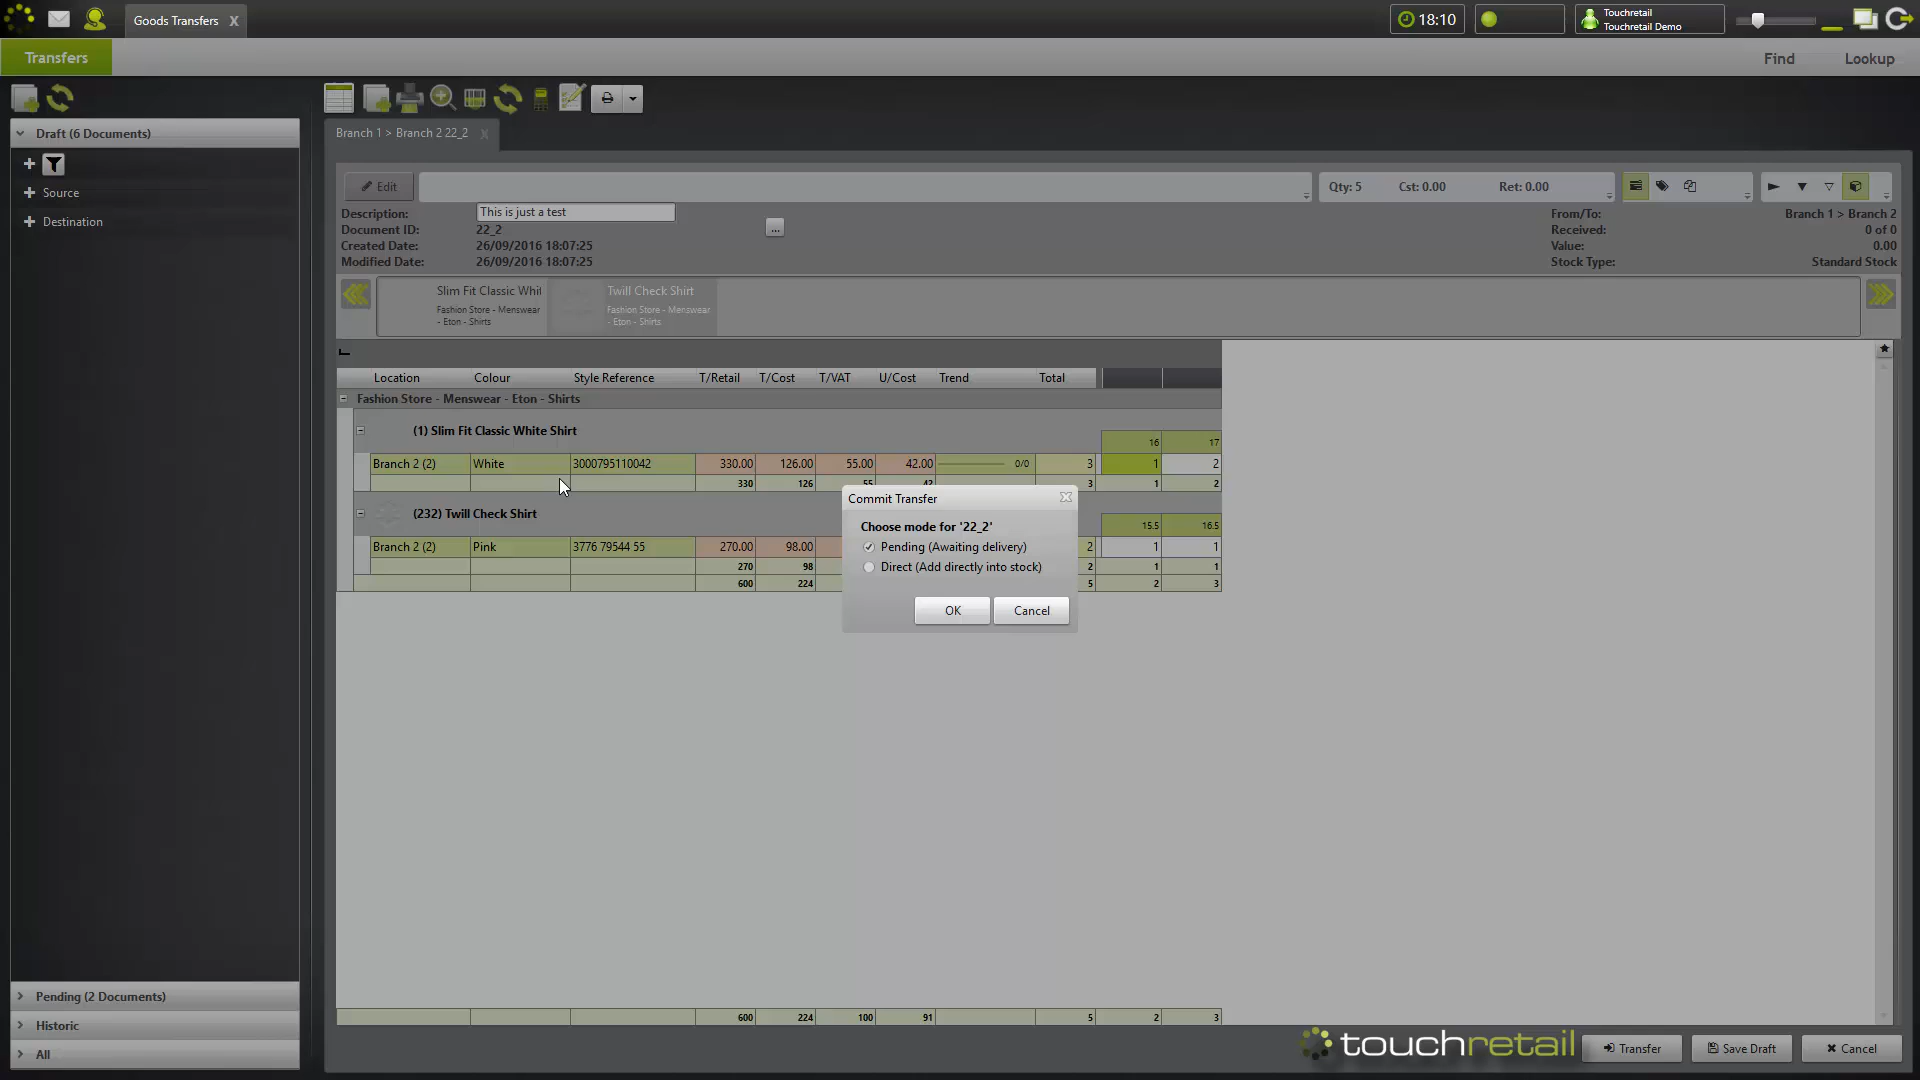 Goods Transfers X
18:10
Touchretail
Touchretail Demo
Transfers
Find Lookup
Draft (6 Documents)
Source
Destination
Pending (2 Documents)
Historic
All
Branch 1 > Branch 2 22_2 x
Edit
Qty: 5 Cst: 0.00 Ret: 0.00
Description: This is just a test
Document ID: 22_2 ...
Created Date: 26/09/2016 18:07:25
Modified Date: 26/09/2016 18:07:25
From/To: Branch 1 > Branch 2
Received: 0 of 0
Value: 0.00
Stock Type: Standard Stock
Slim Fit Classic Whit
Fashion Store - Menswear
- Eton - Shirts
Twill Check Shirt
Fashion Store - Menswear
- Eton - Shirts
Location Colour Style Reference T/Retail T/Cost T/VAT U/Cost Trend Total
Fashion Store - Menswear - Eton - Shirts
(1) Slim Fit Classic White Shirt
16 17
Branch 2 (2) White 3000795110042 330.00 126.00 55.00 42.00 0/0 3 1 2
330 126 55 42 3 1 2
(232) Twill Check Shirt
15.5 16.5
Branch 2 (2) Pink 3776 79544 55 270.00 98.00 2 1 1
270 98 2 1 1
600 224 5 2 3
Commit Transfer
Choose mode for '22_2'
Pending (Awaiting delivery)
Direct (Add directly into stock)
OK Cancel
600 224 100 91 5 2 3
touchretail
Transfer Save Draft Cancel